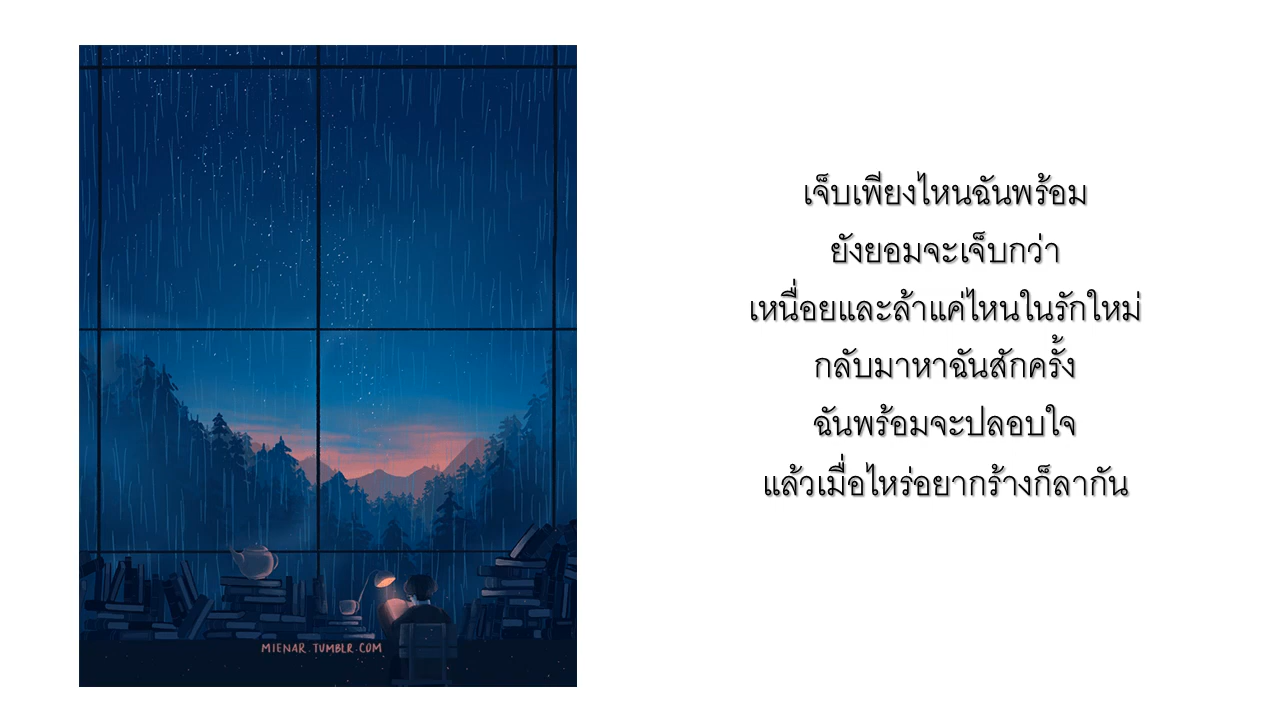 MIENAR.TUMBLR.COM
เจ็บเพียงไหนฉันพร้อม
ยังยอมจะเจ็บกว่า
เหนื่อยและล้าแค่ไหนในรักใหม่
กลับมาหาฉันสักครั้ง
ฉันพร้อมจะปลอบใจ
แล้วเมื่อไหร่อยากร้างก็ลากัน